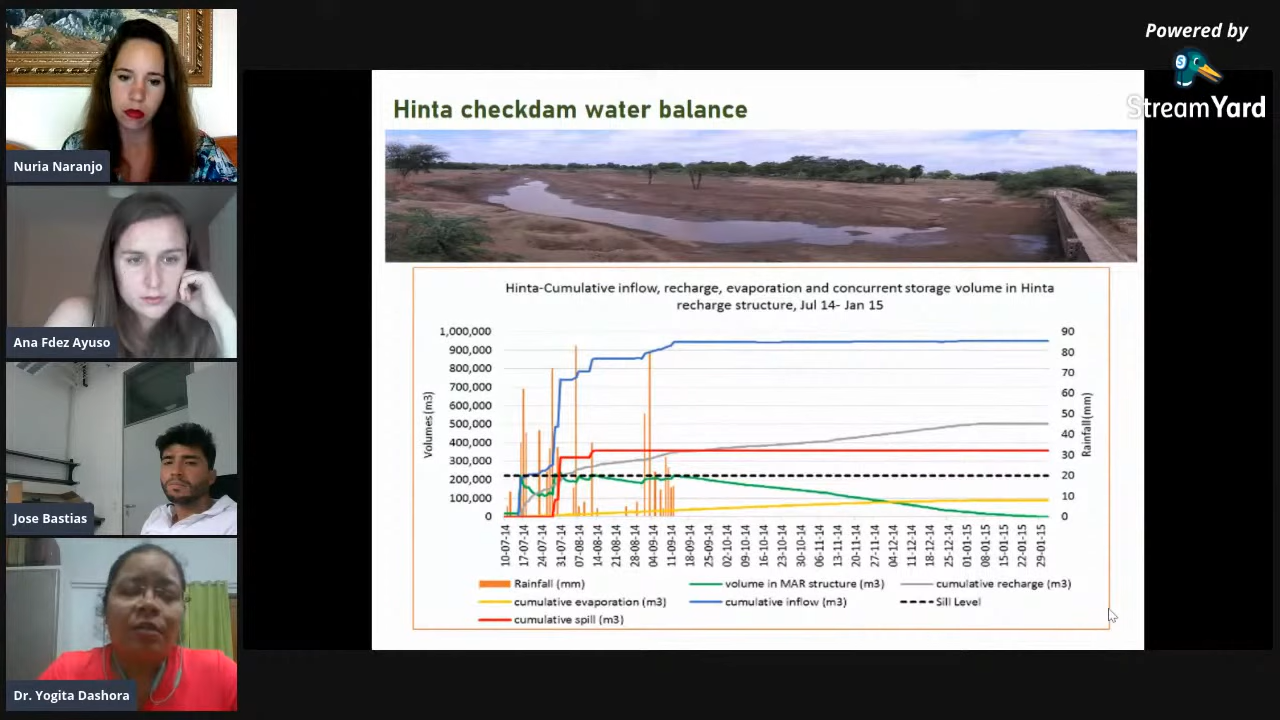 Powered by
StreamYard
Nuria Naranjo
Ana Fdez Ayuso
Jose Bastias
Dr. Yogita Dashora
Hinta checkdam water balance
Hinta-Cumulative inflow, recharge, evaporation and concurrent storage volume in Hinta
recharge structure, Jul 14- Jan 15
Volumes (m3)
1,000,000
900,000
800,000
700,000
600,000
500,000
400,000
300,000
200,000
100,000
0
90
80
70
60
50
40
30
20
10
0
Rainfall(mm)
10-07-14
17-07-14
24-07-14
31-07-14
07-08-14
14-08-14
21-08-14
28-08-14
04-09-14
11-09-14
18-09-14
25-09-14
02-10-14
09-10-14
16-10-14
23-10-14
30-10-14
06-11-14
13-11-14
20-11-14
27-11-14
04-12-14
11-12-14
18-12-14
25-12-14
01-01-15
08-01-15
15-01-15
22-01-15
29-01-15
Rainfall (mm)
volume in MAR structure (m3)
cumulative recharge (m3)
cumulative evaporation (m3)
cumulative inflow (m3)
Sill Level
cumulative spill (m3)